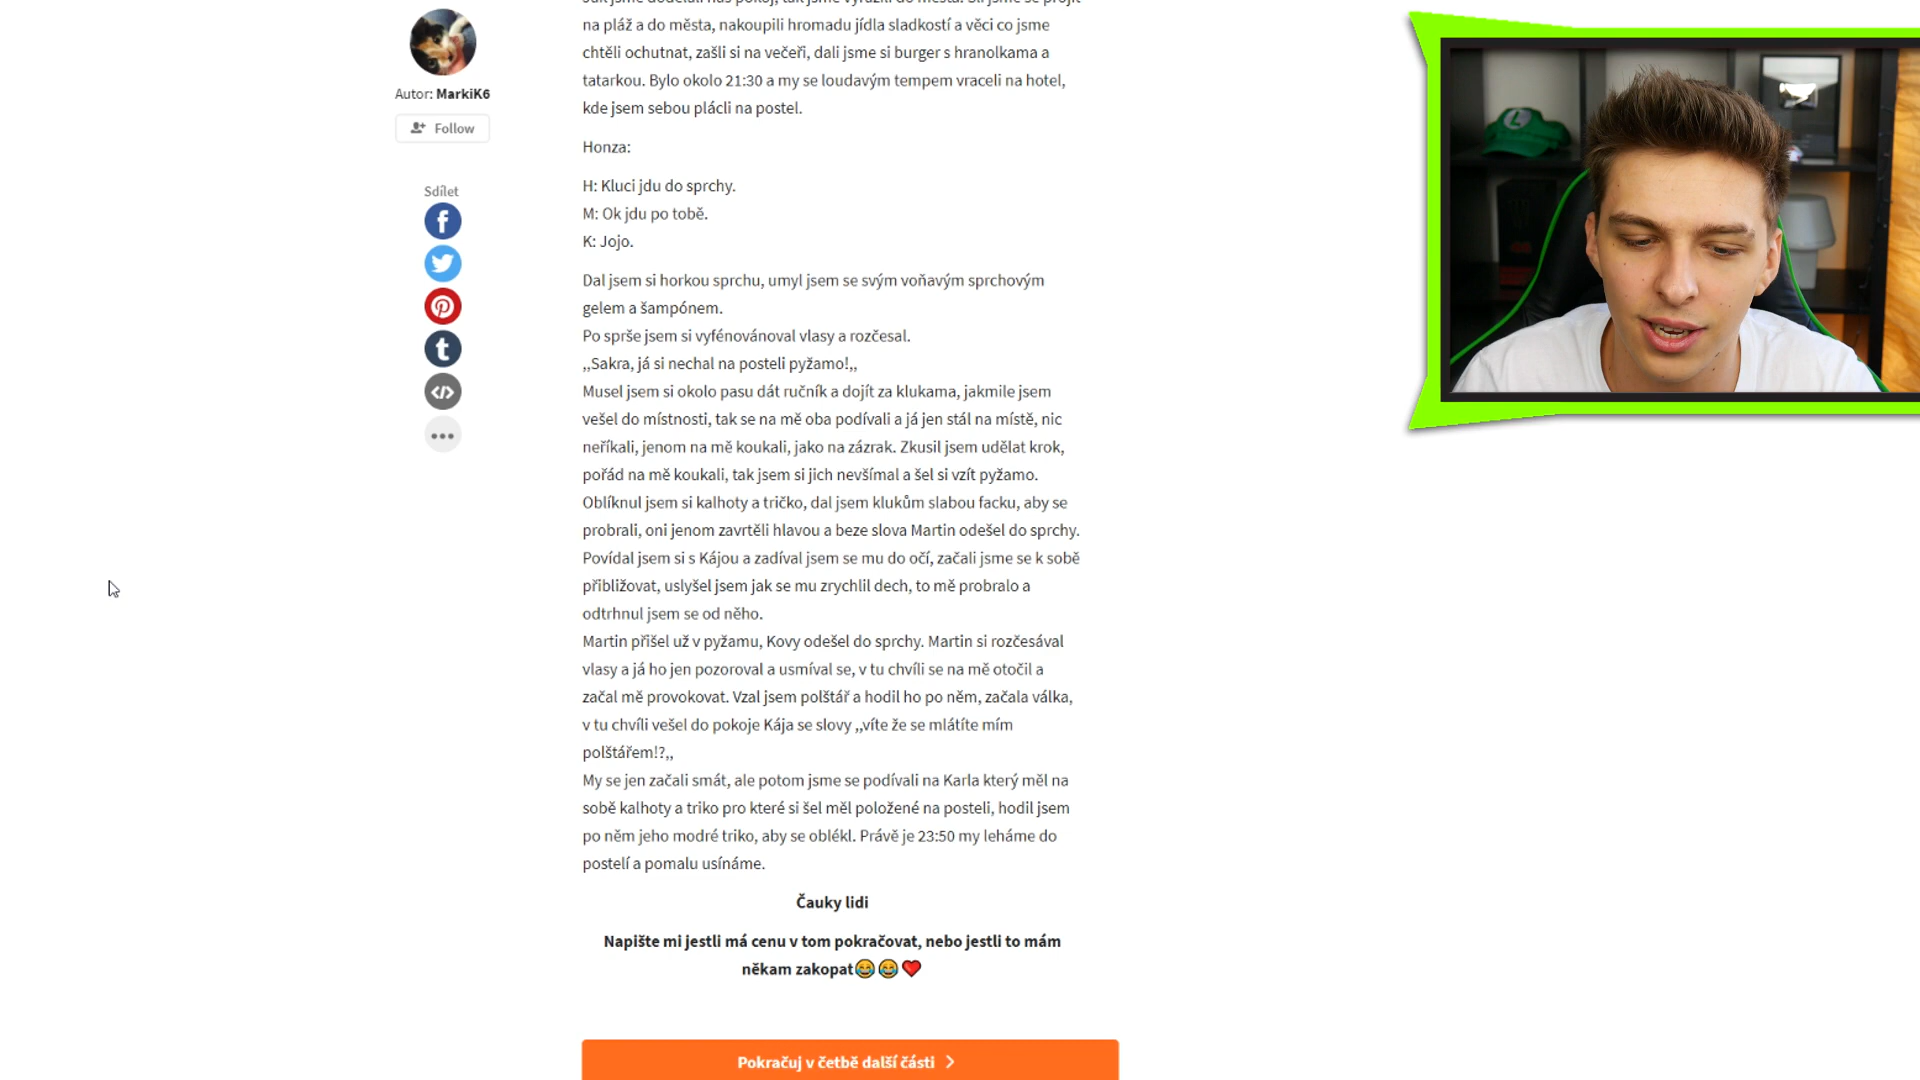 na pláž a do města, nakoupili hromadu jídla sladkostí a věci co jsme
chtěli ochutnat, zašli si na večeři, dali jsme si burger s hranolkama a
tatarkou. Bylo okolo 21:30 a my se loudavým tempem vraceli na hotel,
kde jsem sebou plácli na postel.
Autor: MarkiK6
Follow
Sdílet
Honza:
H: Kluci jdu do sprchy.
M: Ok jdu po tobě.
K: Jojo.
Dal jsem si horkou sprchu, umyl jsem se svým voňavým sprchovým
gelem a šampónem.
Po sprše jsem si vyfénovánoval vlasy a rozčesal.
,,Sakra, já si nechal na posteli pyžamo!,,
Musel jsem si okolo pasu dát ručník a dojít za klukama, jakmile jsem
vešel do místnosti, tak se na mě oba podívali a já jen stál na místě, nic
neříkali, jenom na mě koukali, jako na zázrak. Zkusil jsem udělat krok,
pořád na mě koukali, tak jsem si jich nevšímal a šel si vzít pyžamo.
Oblíknul jsem si kalhoty a tričko, dal jsem klukům slabou facku, aby se
probrali, oni jenom zavrtěli hlavou a beze slova Martin odešel do sprchy.
Povídal jsem si s Kájou a zadíval jsem se mu do očí, začali jsme se k sobě
přibližovat, uslyšel jsem jak se mu zrychlil dech, to mě probralo a
odtrhnul jsem se od něho.
Martin přišel už v pyžamu, Kovy odešel do sprchy. Martin si rozčesával
vlasy a já ho jen pozoroval a usmíval se, v tu chvíli se na mě otočil a
začal mě provokovat. Vzal jsem polštář a hodil ho po něm, začala válka,
v tu chvíli vešel do pokoje Kája se slovy ,,víte že se mlátíte mím
polštářem!?,,
My se jen začali smát, ale potom jsme se podívali na Karla který měl na
sobě kalhoty a triko pro které si šel měl položené na posteli, hodil jsem
po něm jeho modré triko, aby se oblékl. Právě je 23:50 my leháme do
postelí a pomalu usínáme.
Čauky lidi
Napište mi jestli má cenu v tom pokračovat, nebo jestli to mám
někam zakopat😂😂❤
Pokračuj v četbě další části